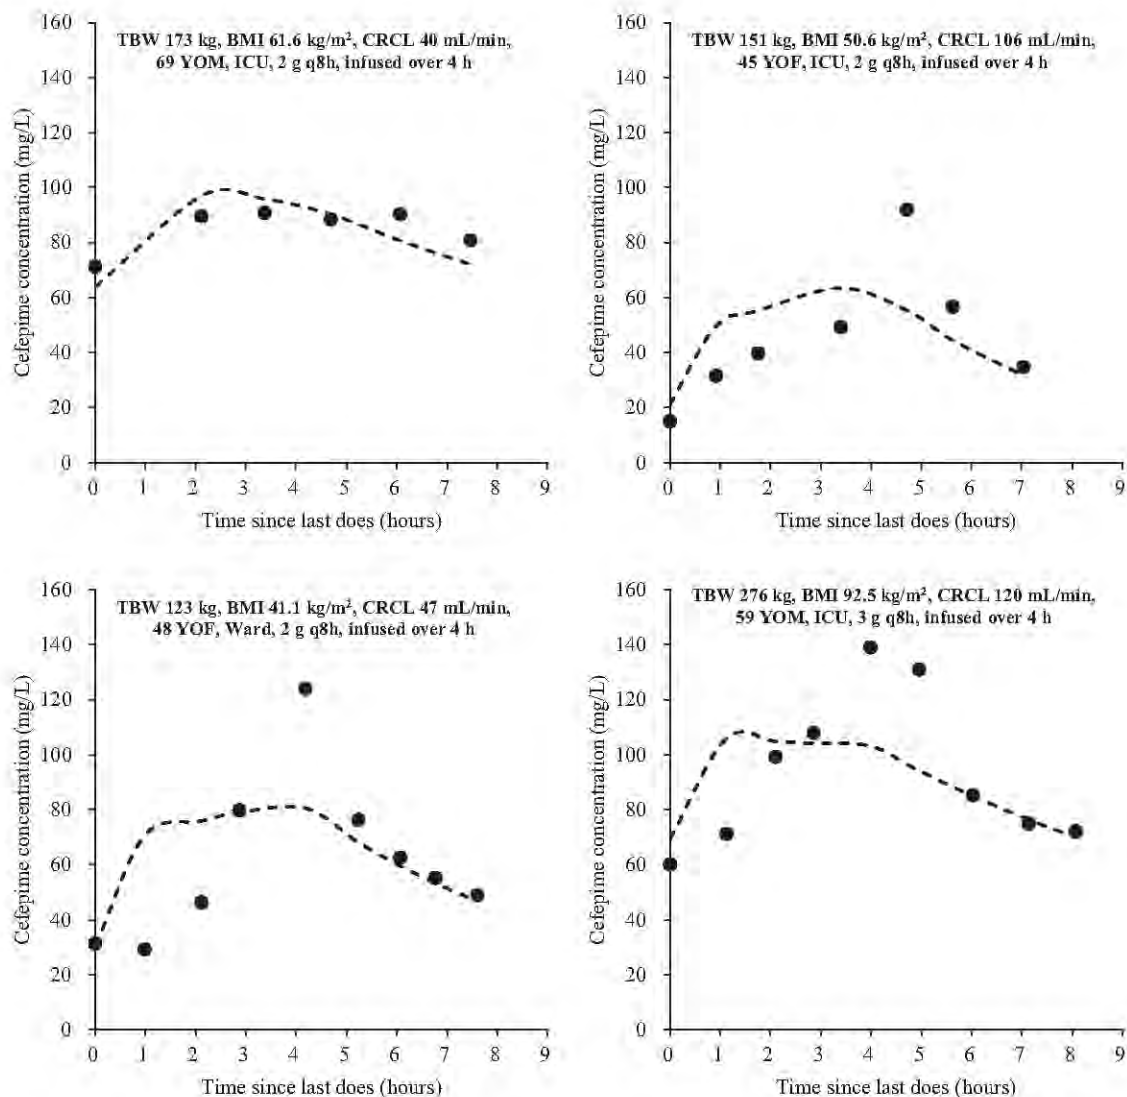 TBW 173 kg, BMI 61.6 kg/m², CRCL 40 mL/min,
69 YOM, ICU, 2 g q8h, infused over 4 h
Cefepime concentration (mg/L)
160
140
120
100
80
60
40
20
0
0 1 2 3 4 5 6 7 8 9
Time since last does (hours)
TBW 151 kg, BMI 50.6 kg/m², CRCL 106 mL/min,
45 YOF, ICU, 2 g q8h, infused over 4 h
Cefepime concentration (mg/L)
160
140
120
100
80
60
40
20
0
0 1 2 3 4 5 6 7 8 9
Time since last does (hours)
TBW 123 kg, BMI 41.1 kg/m², CRCL 47 mL/min,
48 YOF, Ward, 2 g q8h, infused over 4 h
Cefepime concentration (mg/L)
160
140
120
100
80
60
40
20
0
0 1 2 3 4 5 6 7 8 9
Time since last does (hours)
TBW 276 kg, BMI 92.5 kg/m², CRCL 120 mL/min,
59 YOM, ICU, 3 g q8h, infused over 4 h
Cefepime concentration (mg/L)
160
140
120
100
80
60
40
20
0
0 1 2 3 4 5 6 7 8 9
Time since last does (hours)